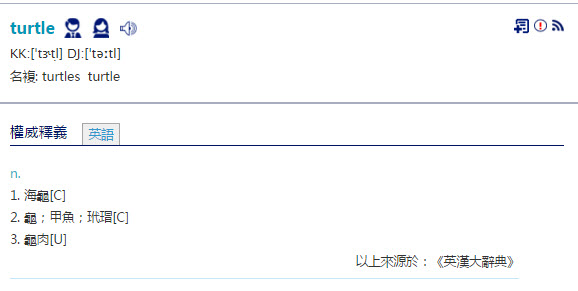 turtle
KK:[ˈtɝtḷ] DJ:[ˈtəːtl]
名複: turtles turtle
權威釋義 英語
n.
1. 海龜[C]
2. 龜；甲魚；玳瑁[C]
3. 龜肉[U]
以上來源於：《英漢大辭典》